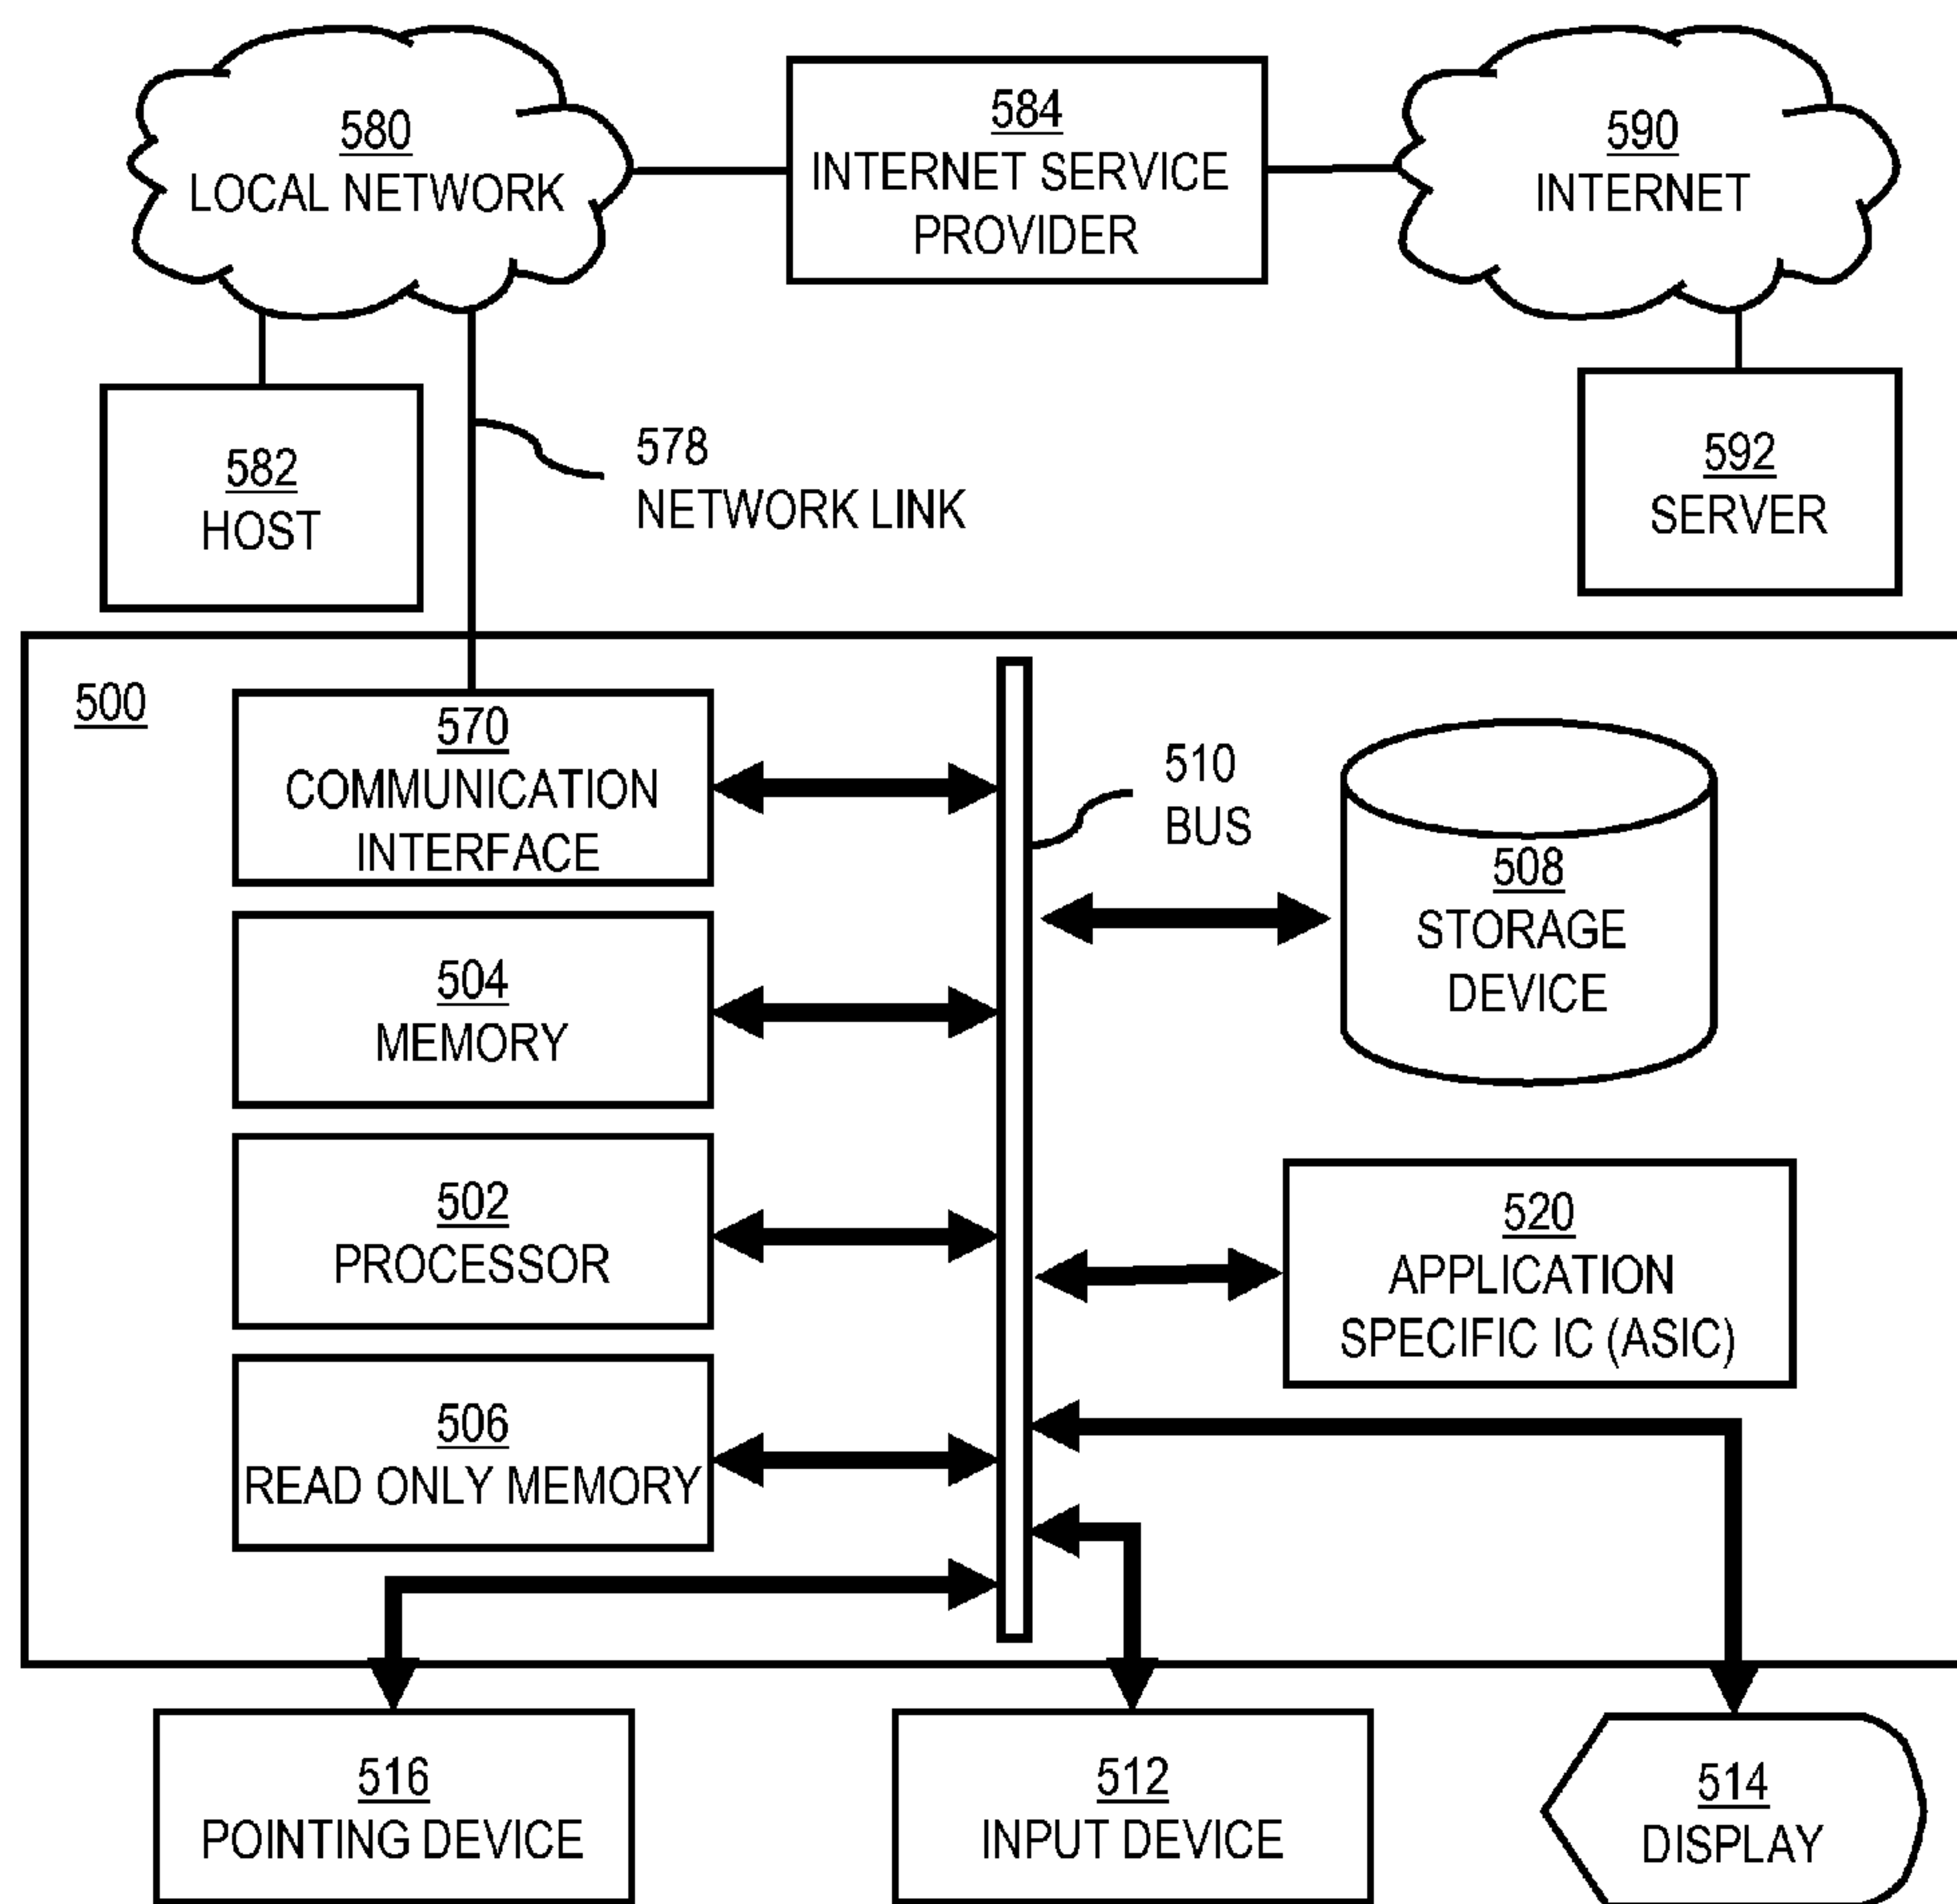 580
LOCAL NETWORK
584
INTERNET SERVICE
PROVIDER
590
INTERNET
582
HOST
578
NETWORK LINK
592
SERVER
500
570
COMMUNICATION
INTERFACE
510
BUS
508
STORAGE
DEVICE
504
MEMORY
502
PROCESSOR
520
APPLICATION
SPECIFIC IC (ASIC)
506
READ ONLY MEMORY
516
POINTING DEVICE
512
INPUT DEVICE
514
DISPLAY